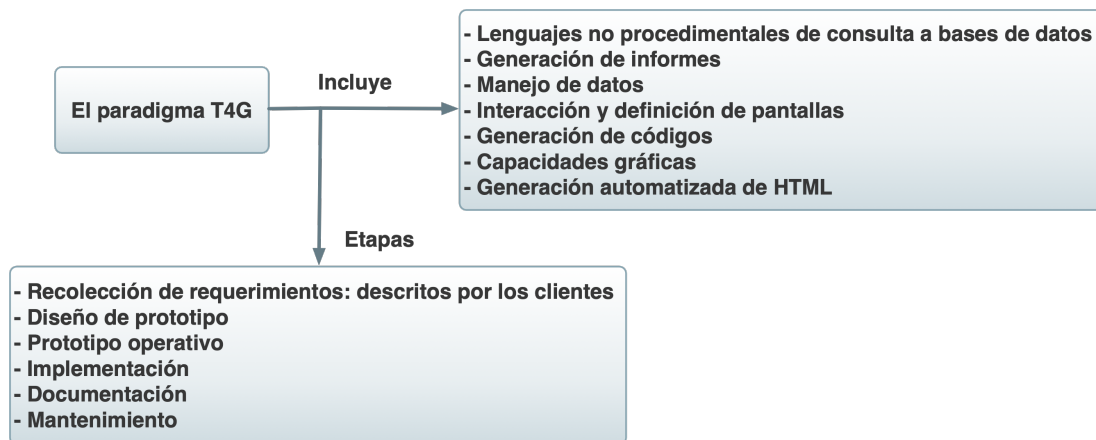 El paradigma T4G
Incluye
- Lenguajes no procedimentales de consulta a bases de datos
- Generación de informes
- Manejo de datos
- Interacción y definición de pantallas
- Generación de códigos
- Capacidades gráficas
- Generación automatizada de HTML
Etapas
- Recolección de requerimientos: descritos por los clientes
- Diseño de prototipo
- Prototipo operativo
- Implementación
- Documentación
- Mantenimiento